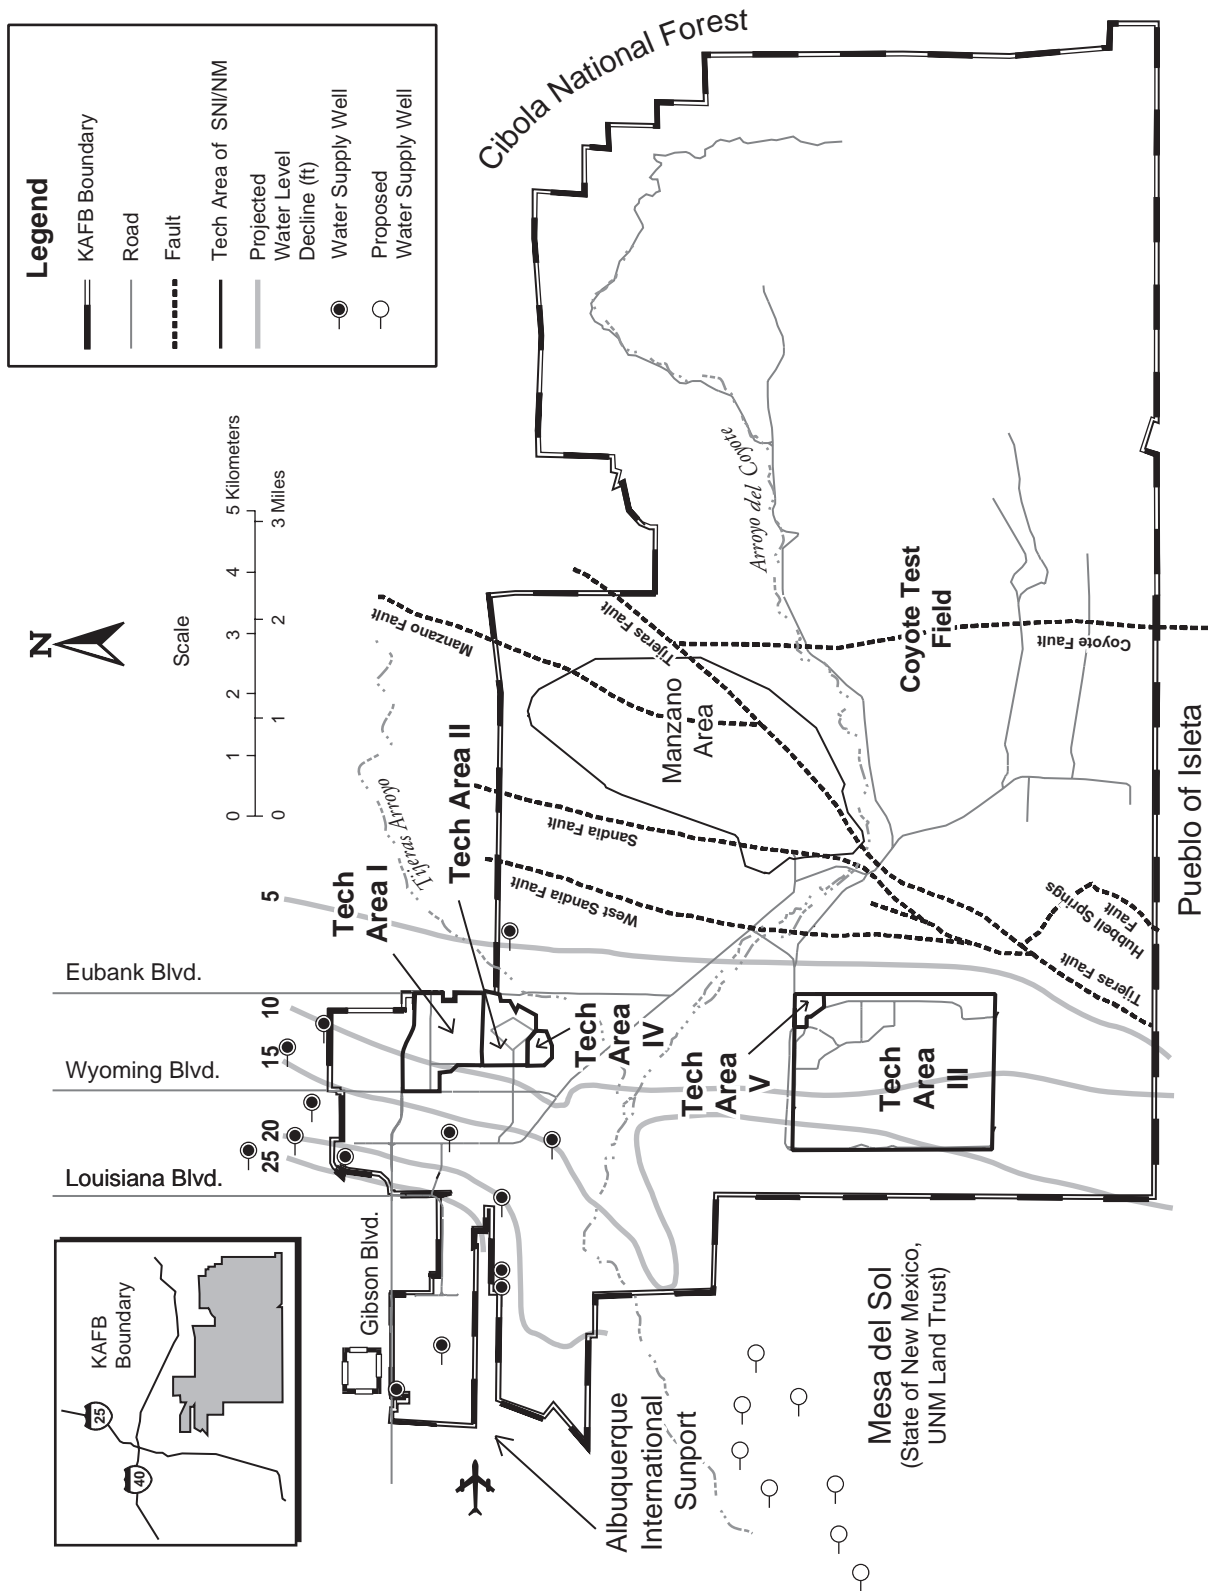 Legend
KAFB Boundary
Road
Fault
Tech Area of SNI/NM
Projected
Water Level
Decline (ft)
Water Supply Well
Proposed
Water Supply Well
N
Scale
0
1
2
3
4
5 Kilometers
0
1
2
3 Miles
KAFB
Boundary
25
40
Cibola National Forest
Eubank Blvd.
Wyoming Blvd.
Louisiana Blvd.
Gibson Blvd.
5
10
15
20
25
Tijeras Arroyo
Tech
Area I
Tech Area II
Tech
Area
IV
Tech
Area
V
Tech
Area
III
Manzano Fault
Tijeras Fault
Sandia Fault
West Sandia Fault
Manzano
Area
Arroyo del Coyote
Coyote Test
Field
Coyote Fault
Hubbell Springs
Fault
Tijeras Fault
Albuquerque
International
Sunport
Mesa del Sol
(State of New Mexico,
UNM Land Trust)
Pueblo of Isleta